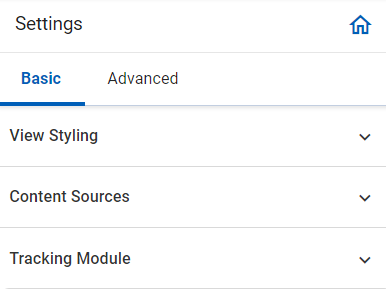 Settings
Basic Advanced
View Styling
Content Sources
Tracking Module